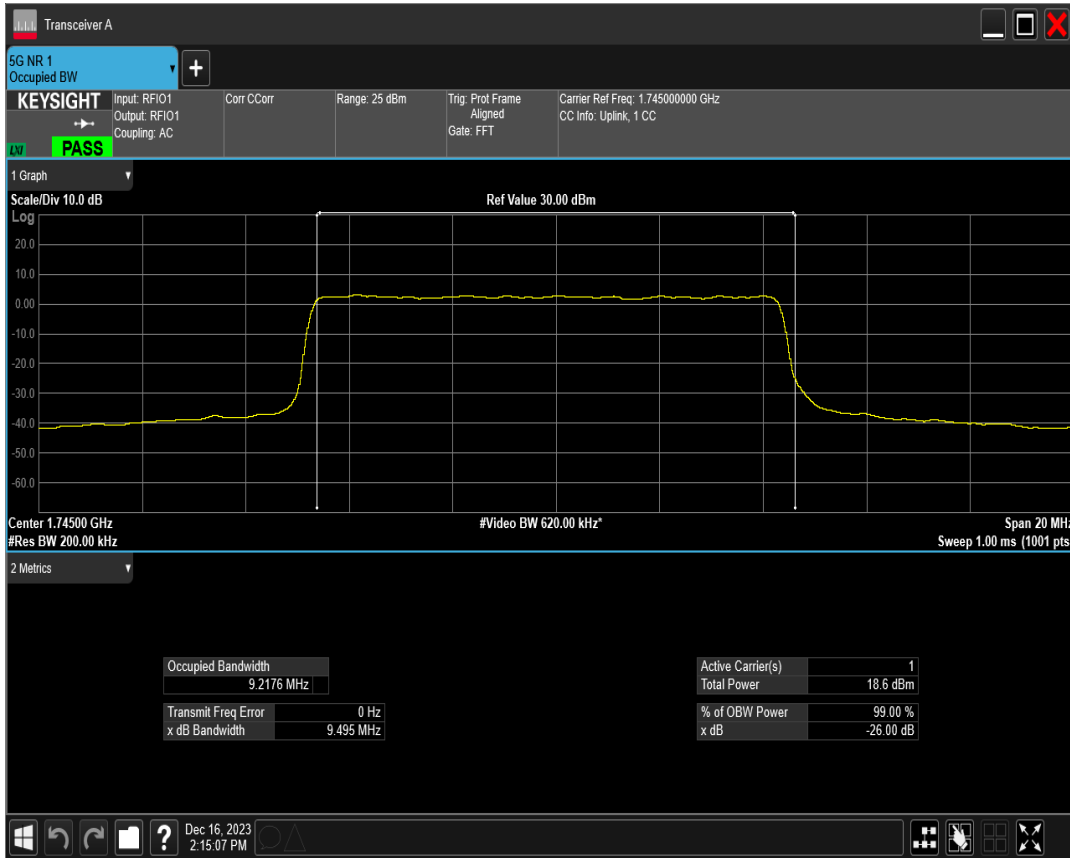 Transceiver A
5G NR 1
Occupied BW
KEYSIGHT
LXI
PASS
Input: RFIO1
Output: RFIO1
Coupling: AC
Corr CCorr
Range: 25 dBm
Trig: Prot Frame
Aligned
Gate: FFT
Carrier Ref Freq: 1.745000000 GHz
CC Info: Uplink, 1 CC
1 Graph
Scale/Div 10.0 dB
Ref Value 30.00 dBm
Log
20.0
10.0
0.00
-10.0
-20.0
-30.0
-40.0
-50.0
-60.0
Center 1.74500 GHz
#Video BW 620.00 kHz*
Span 20 MHz
#Res BW 200.00 kHz
Sweep 1.00 ms (1001 pts
2 Metrics
Occupied Bandwidth
9.2176 MHz
Transmit Freq Error 0 Hz
x dB Bandwidth 9.495 MHz
Active Carrier(s) 1
Total Power 18.6 dBm
% of OBW Power 99.00 %
x dB -26.00 dB
?
Dec 16, 2023
2:15:07 PM